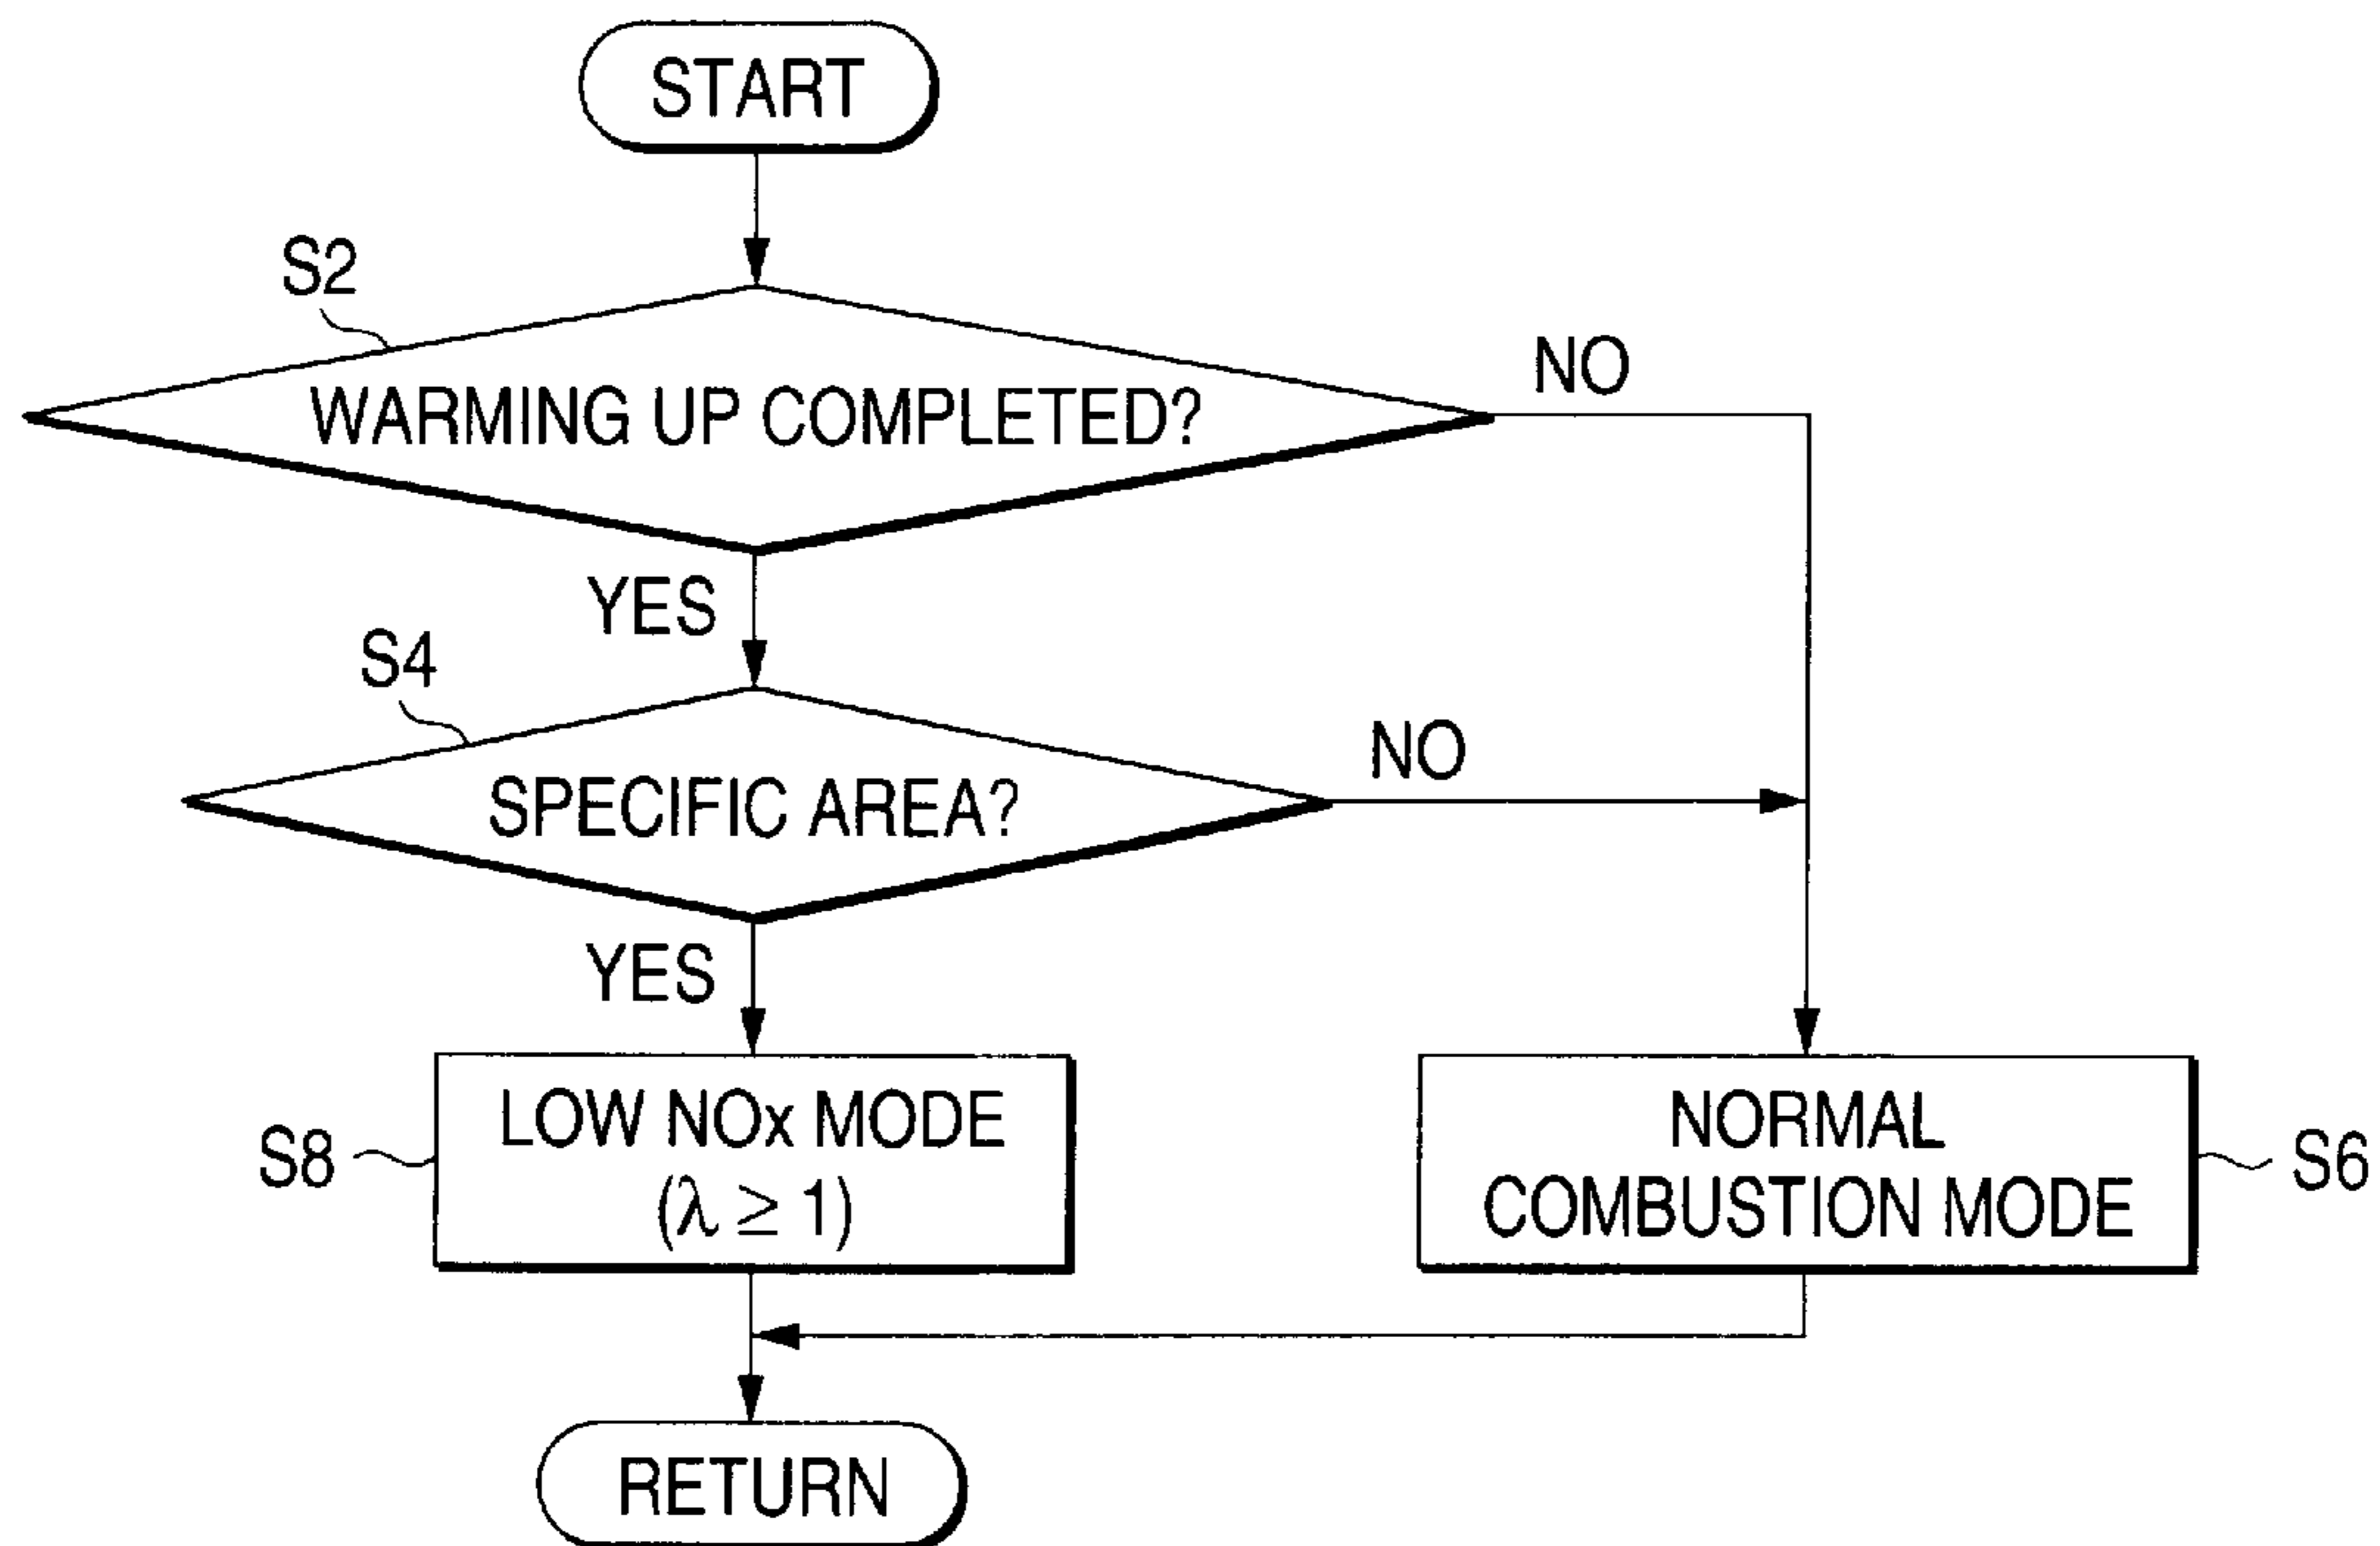 START
S2
WARMING UP COMPLETED?
NO
YES
S4
SPECIFIC AREA?
NO
YES
S8
LOW NOx MODE
(λ ≥ 1)
NORMAL
COMBUSTION MODE
S6
RETURN